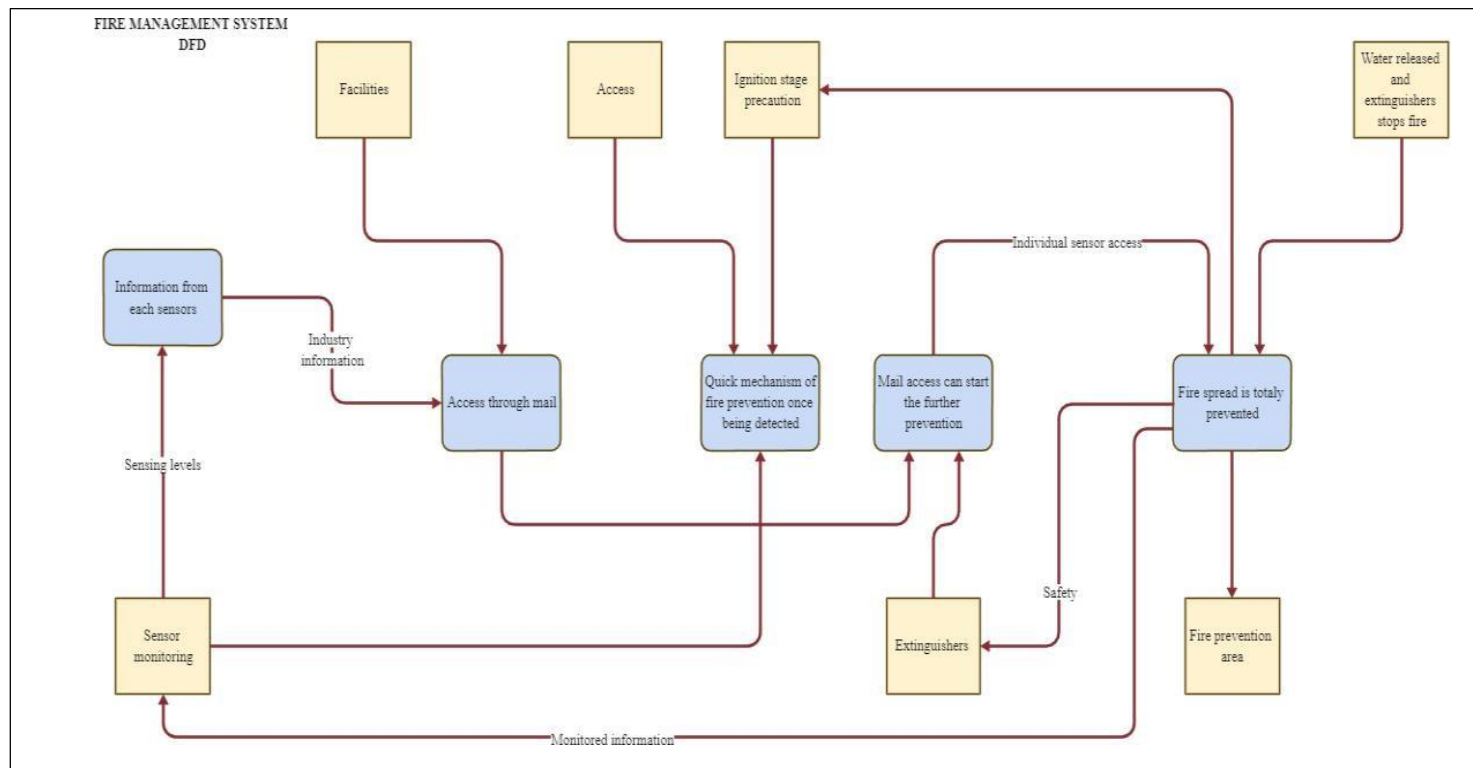 FIRE MANAGEMENT SYSTEM
DFD
Facilities
Access
Ignition stage
precaution
Water released
and
extinguishers
stops fire
Individual sensor access
Information from
each sensors
Industry
information
Access through mail
Quick mechanism of
fire prevention once
being detected
Mail access can start
the further
prevention
Fire spread is totaly
prevented
Sensing levels
Safety
Sensor
monitoring
Extinguishers
Fire prevention
area
Monitored information